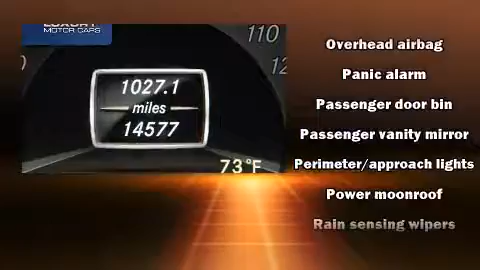 LUXURY
MOTOR CARS
110
12
1027.1
miles
14577
73°F
Overhead airbag
Panic alarm
Passenger door bin
Passenger vanity mirror
Perimeter/approach lights
Power moonroof
Rain sensing wipers